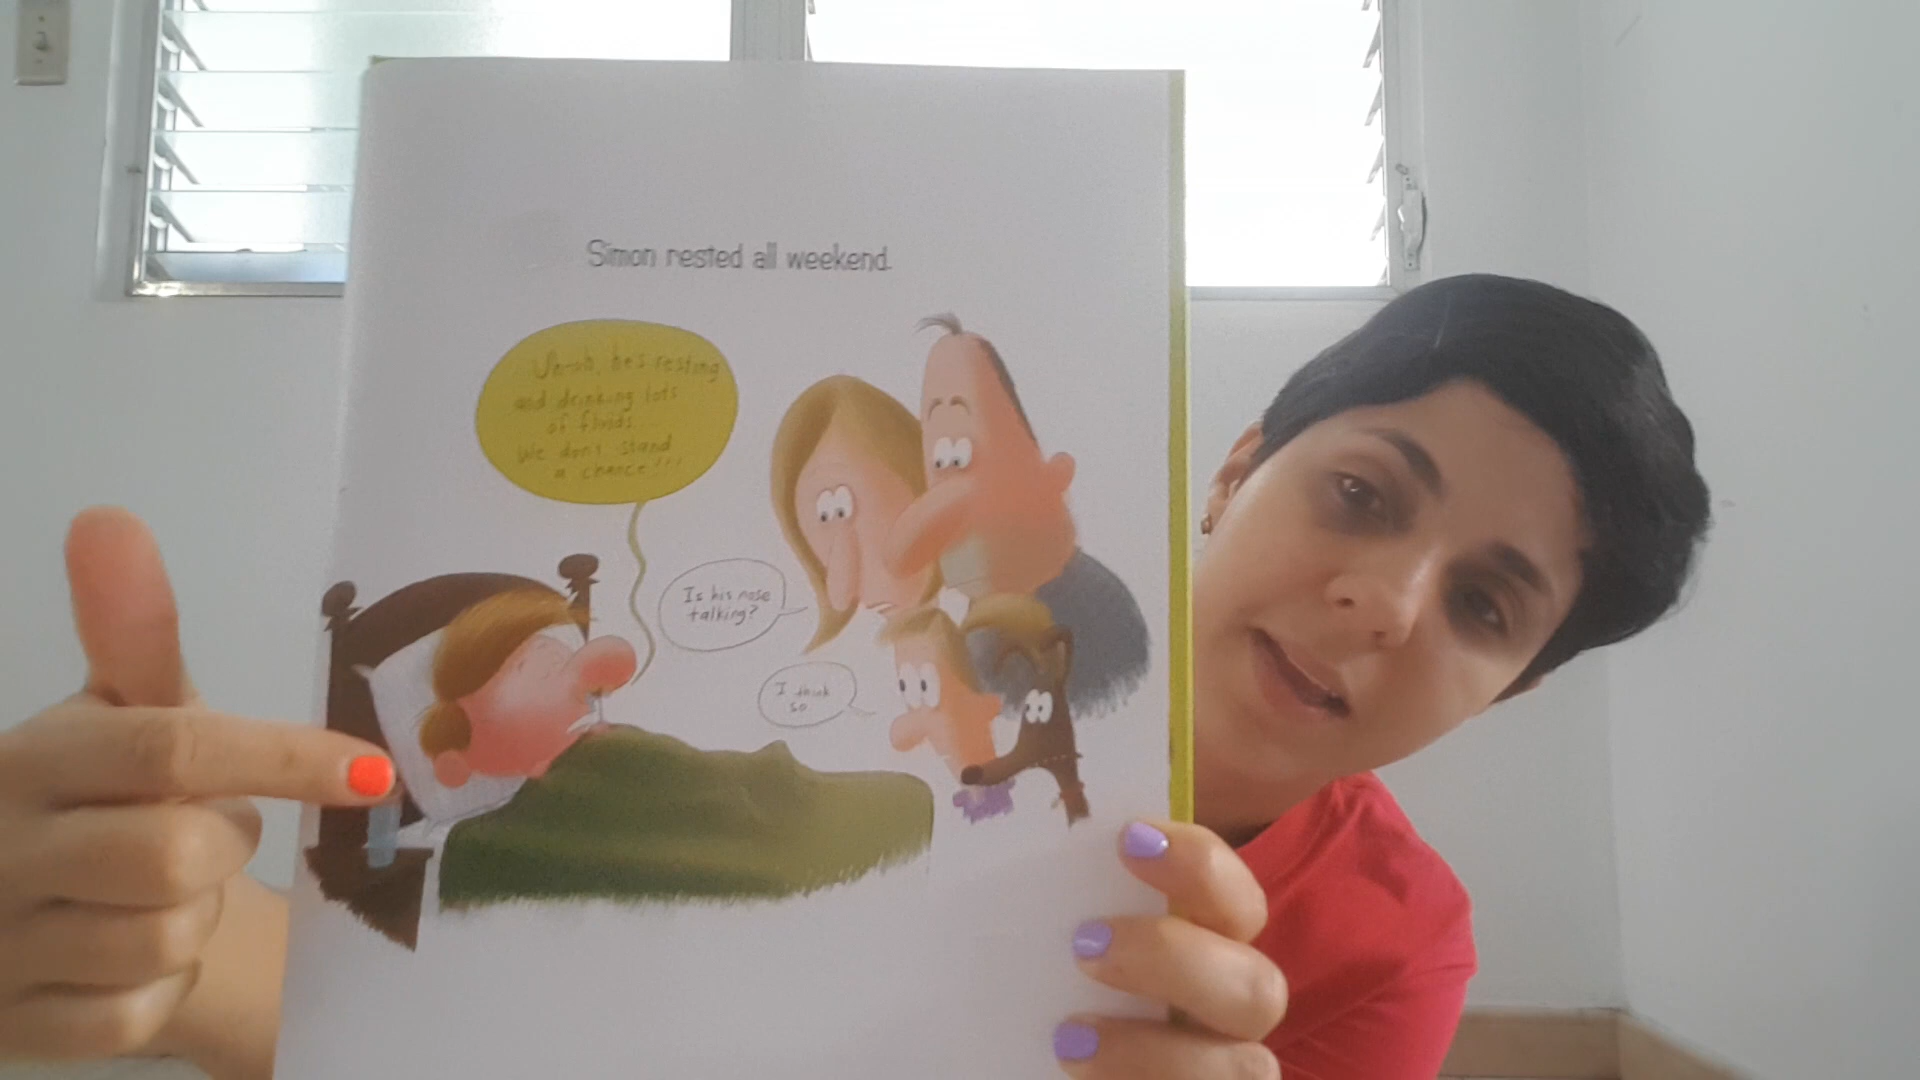 Simon rested all weekend.
Uh-oh, he's resting
and drinking lots
of fluids...
We don't stand
a chance!!!
Is his nose
talking?
I think
so.